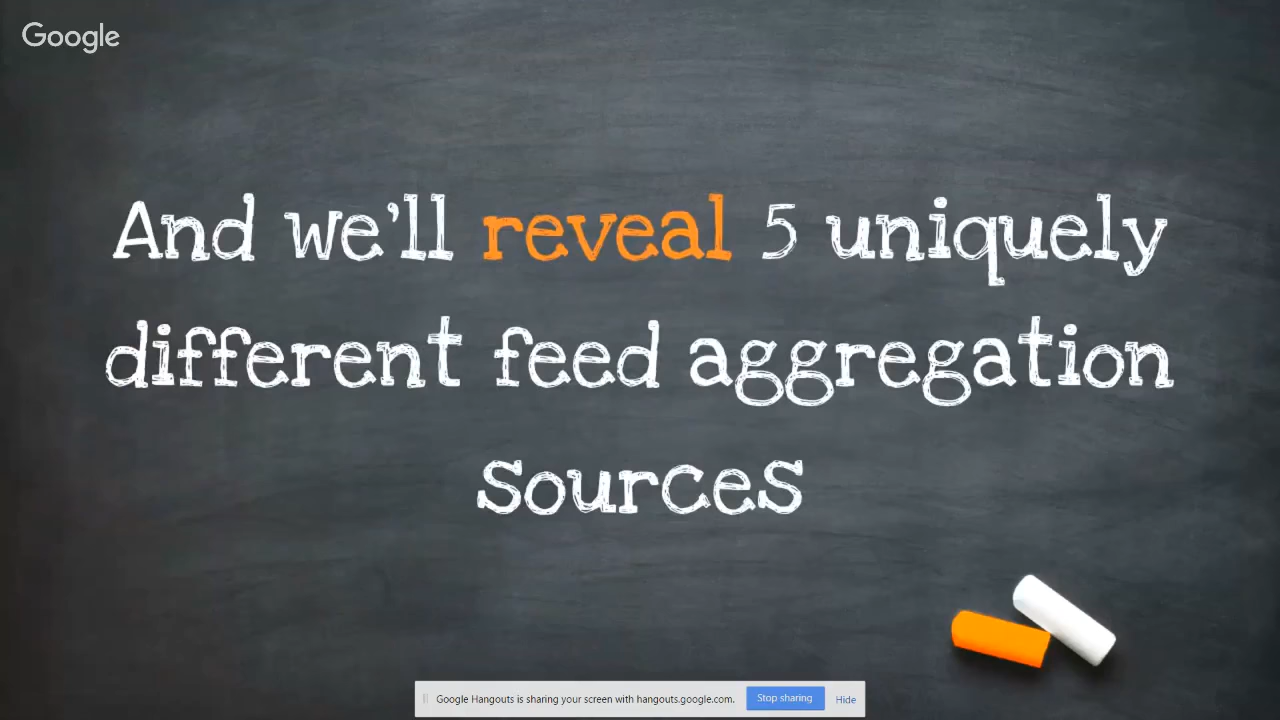 Google
And we'll reveal 5 uniquely
different feed aggregation
sources
Google Hangouts is sharing your screen with hangouts.google.com. Stop sharing Hide